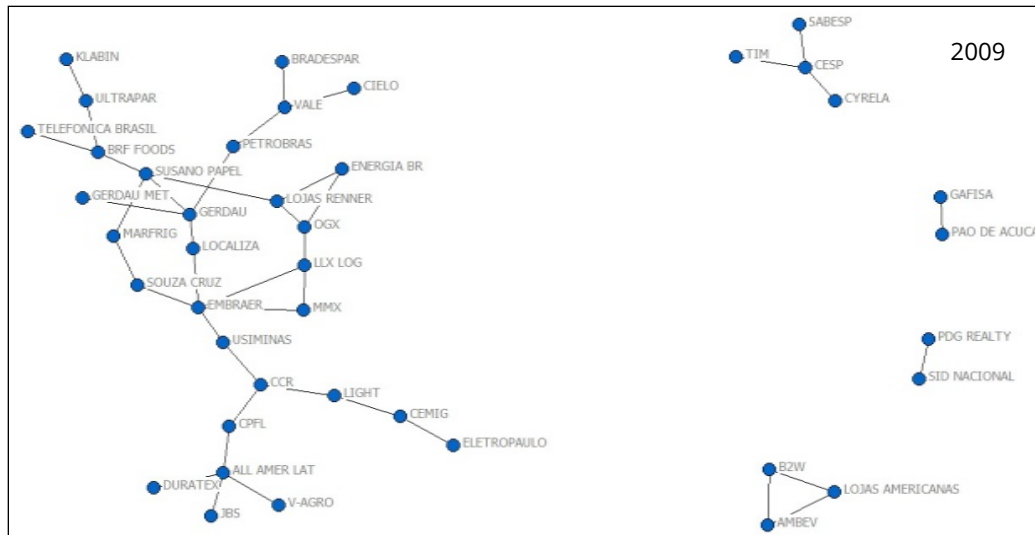 SABESP
2009
KLABIN
BRADESPAR
TIM
CESP
CIELO
ULTRAPAR
CYRELA
VALE
TELEFONICA BRASIL
PETROBRAS
BRF FOODS
ENERGIA BR
SUSANO PAPEL
GERDAU MET
LOJAS RENNER
GAFISA
GERDAU
OGX
MARFRIG
PAO DE ACUCA
LOCALIZA
LLX LOG
SOUZA CRUZ
EMBRAER
MMX
USIMINAS
PDG REALTY
SID NACIONAL
CCR
LIGHT
CEMIG
CPFL
ELETROPAULO
ALL AMER LAT
B2W
DURATEX
LOJAS AMERICANAS
V-AGRO
JBS
AMBEV